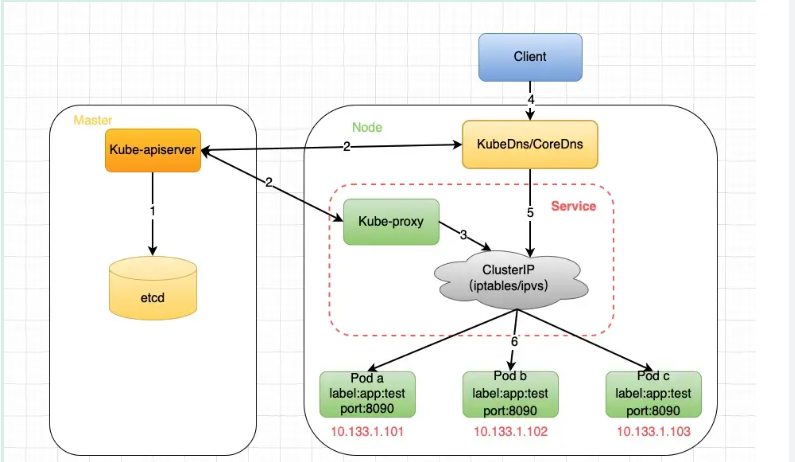 Client
4
Master
Node
Kube-apiserver
2
KubeDns/CoreDns
2
1
5
Service
Kube-proxy
3
ClusterIP
(iptables/ipvs)
etcd
6
Pod a
label:app:test
port:8090
Pod b
label:app:test
port:8090
Pod c
label:app:test
port:8090
10.133.1.101
10.133.1.102
10.133.1.103